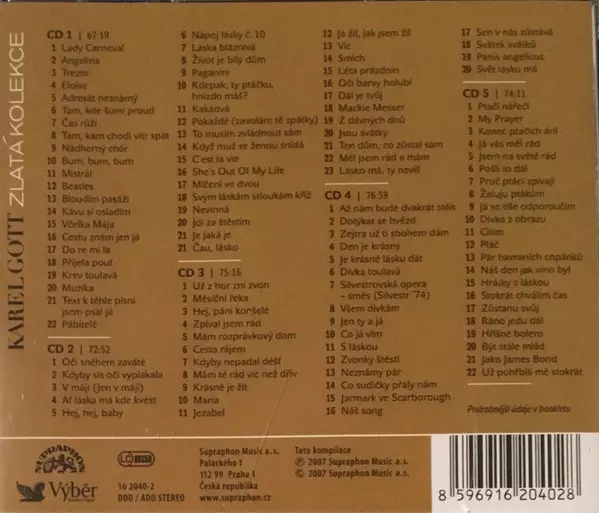 KAREL GOTT ZLATÁ KOLEKCE
CD 1 | 67:19
1 Lady Carneval
2 Angelina
3 Trezor
4 Eloise
5 Adresát neznámý
6 Tam, kde šumí proud
7 Čas růží
8 Tam, kam chodí vítr spát
9 Nádherný chór
10 Bum, bum, bum
11 Mistrál
12 Beatles
13 Bloudím pasáží
14 Kávu si osladím
15 Včelka Mája
16 Cestu znám jen já
17 Do re mi la
18 Přijela pouť
19 Krev toulavá
20 Muzika
21 Text k téhle písni
jsem psal já
22 Pábitelé
CD 2 | 72:52
1 Oči sněhem zaváté
2 Kdyby sis oči vyplakala
3 V máji (Jen v máji)
4 Ať láska má kde kvést
5 Hej, hej, baby
6 Nápoj lásky č. 10
7 Láska bláznivá
8 Život je bílý dům
9 Paganini
10 Kdepak, ty ptáčku,
hnízdo máš?
11 Kakaová
12 Pokaždé (zavolám tě zpátky)
13 To musím zvládnout sám
14 Když muž se ženou snídá
15 C'est la vie
16 She's Out Of My Life
17 Mlčení ve dvou
18 Svým láskám stloukám kříž
19 Nevinná
20 Jdi za štěstím
21 Je jaká je
21 Čau, lásko
CD 3 | 75:16
1 Už z hor zní zvon
2 Měsíční řeka
3 Hej, páni konšelé
4 Zpíval jsem rád
5 Mám rozprávkový dom
6 Cesta rájem
7 Kdyby nepadal déšť
8 Mám tě rád víc než dřív
9 Krásné je žít
10 Maria
11 Jezabel
12 Já žil, jak jsem žil
13 Víc
14 Smích
15 Léta prázdnin
16 Oči barvy holubí
17 Dál je tvůj
18 Mackie Messer
19 Z dávných dnů
20 Jsou svátky
21 Ten dům, co zůstal sám
22 Měl jsem rád a mám
23 Lásko má, ty nevíš
CD 4 | 76:59
1 Až nám bude dvakrát tolik
2 Dotýkat se hvězd
3 Zejtra už ti sbohem dám
4 Den je krásný
5 Je krásné lásku dát
6 Dívka toulavá
7 Silvestrovská opera
– směs (Silvestr '74)
8 Všem dívkám
9 Jen ty a já
10 Co já vím
11 S láskou
12 Zvonky štěstí
13 Neznámy pár
14 Co sudičky přály nám
15 Jarmark ve Scarborough
16 Náš song
17 Sen v nás zůstává
18 Svátek svátků
19 Panis angelicus
20 Svět lásku má
CD 5 | 74:11
1 Ptačí nářečí
2 My Prayer
3 Konec ptačích árií
4 Já vás měl rád
5 Jsem na světě rád
6 Pošli to dál
7 Proč ptáci zpívají
8 Žaluju ptákům
9 Já se tiše odporoučím
10 Dívka z obrazu
11 Cítím
12 Pláč
13 Pár havraních copánků
14 Náš den jak víno byl
15 Hrátky s láskou
16 Stokrát chválím čas
17 Zůstanu svůj
18 Ráno jedu dál
19 Hříšné bolero
20 Být stále mlád
21 Jako James Bond
22 Už pohřbili mě stokrát
Podrobnější údaje v bookletu
SUPRAPHON
Výběr
LC 00358
16 2040-2
DDD / ADD STEREO
Supraphon Music a.s.
Palackého 1
112 99 Praha 1
Česká republika
www.supraphon.cz
Tato kompilace
℗ 2007 Supraphon Music a.s.
© 2007 Supraphon Music a.s.
8 596916 204028